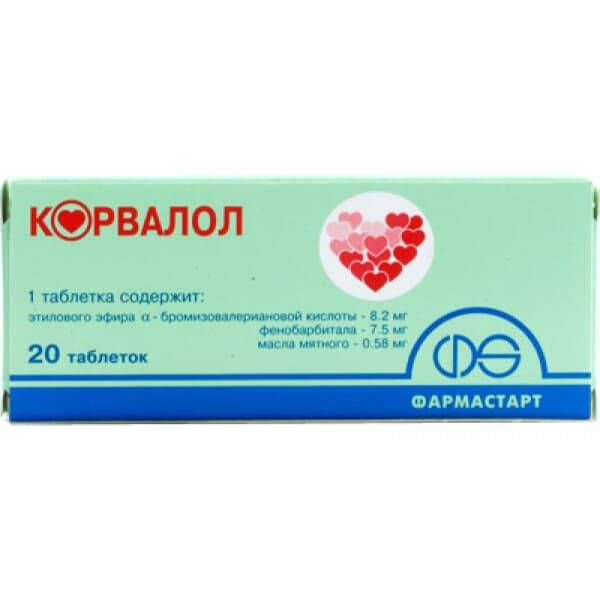 КОРВАЛОЛ
1 таблетка содержит:
этилового эфира α - бромизовалериановой кислоты - 8.2 мг
фенобарбитала - 7.5 мг
масла мятного - 0.58 мг
20 таблеток
ФАРМАСТАРТ